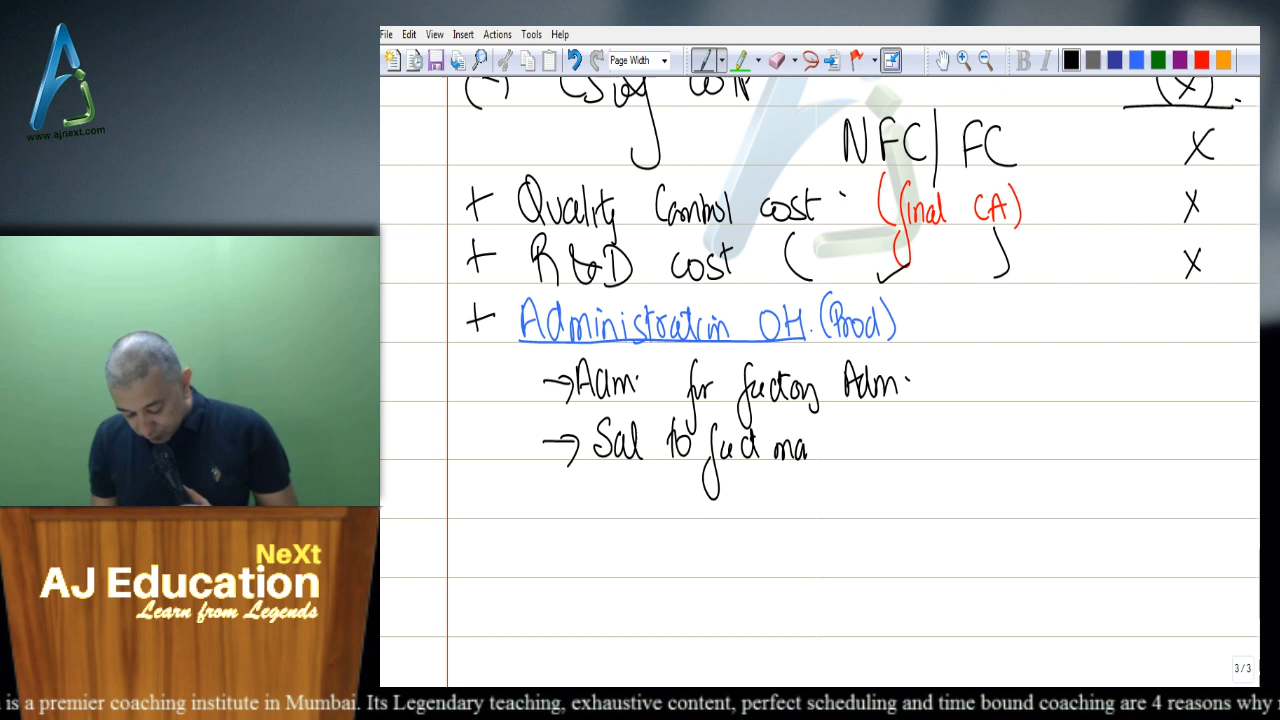 www.ajnext.com
File Edit View Insert Actions Tools Help
Page Width
B I
(-) WIP (X)
NFC | FC X
+ Quality Control cost (final CA) X
+ R & D cost ( ) X
+ Administration OH. (Prod)
→ Adm. for factory Adm.
→ Sal to fact ma
3/3
NeXt
AJ Education
Learn from Legends
is a premier coaching institute in Mumbai. Its Legendary teaching, exhaustive content, perfect scheduling and time bound coaching are 4 reasons why